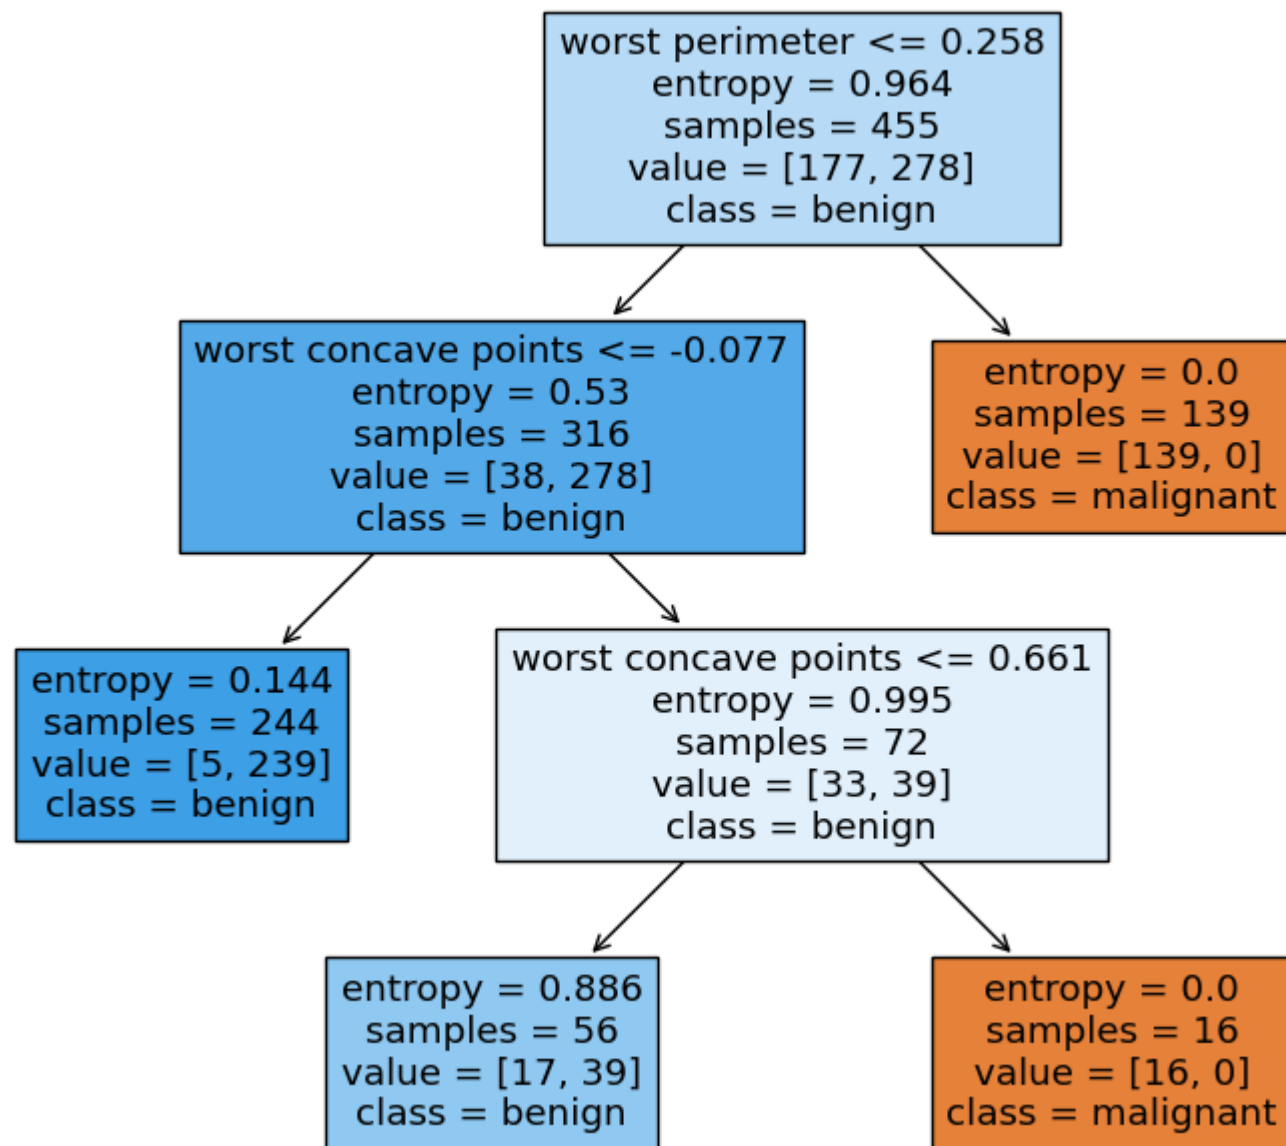 worst perimeter <= 0.258
entropy = 0.964
samples = 455
value = [177, 278]
class = benign
worst concave points <= -0.077
entropy = 0.53
samples = 316
value = [38, 278]
class = benign
entropy = 0.0
samples = 139
value = [139, 0]
class = malignant
entropy = 0.144
samples = 244
value = [5, 239]
class = benign
worst concave points <= 0.661
entropy = 0.995
samples = 72
value = [33, 39]
class = benign
entropy = 0.886
samples = 56
value = [17, 39]
class = benign
entropy = 0.0
samples = 16
value = [16, 0]
class = malignant